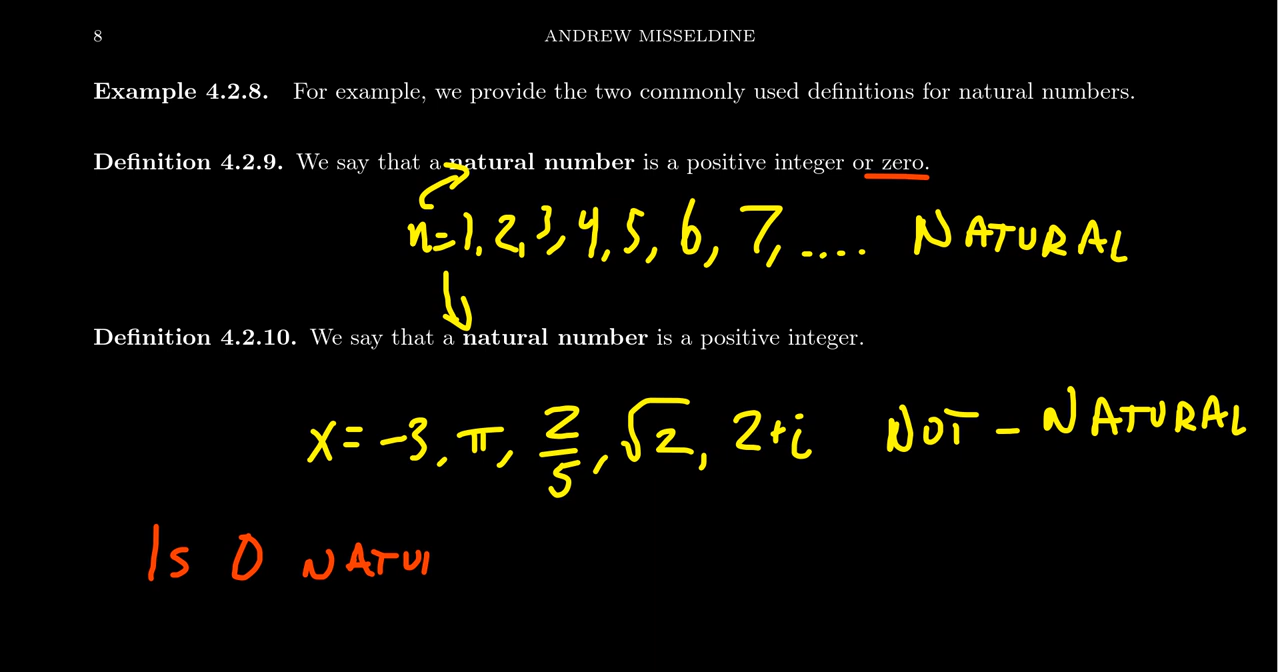 8 ANDREW MISSELDINE
Example 4.2.8. For example, we provide the two commonly used definitions for natural numbers.
Definition 4.2.9. We say that a natural number is a positive integer or zero.
n=1, 2, 3, 4, 5, 6, 7, .... NATURAL
Definition 4.2.10. We say that a natural number is a positive integer.
x = -3, π, 2/5, √2, 2+i NOT - NATURAL
Is 0 NATU